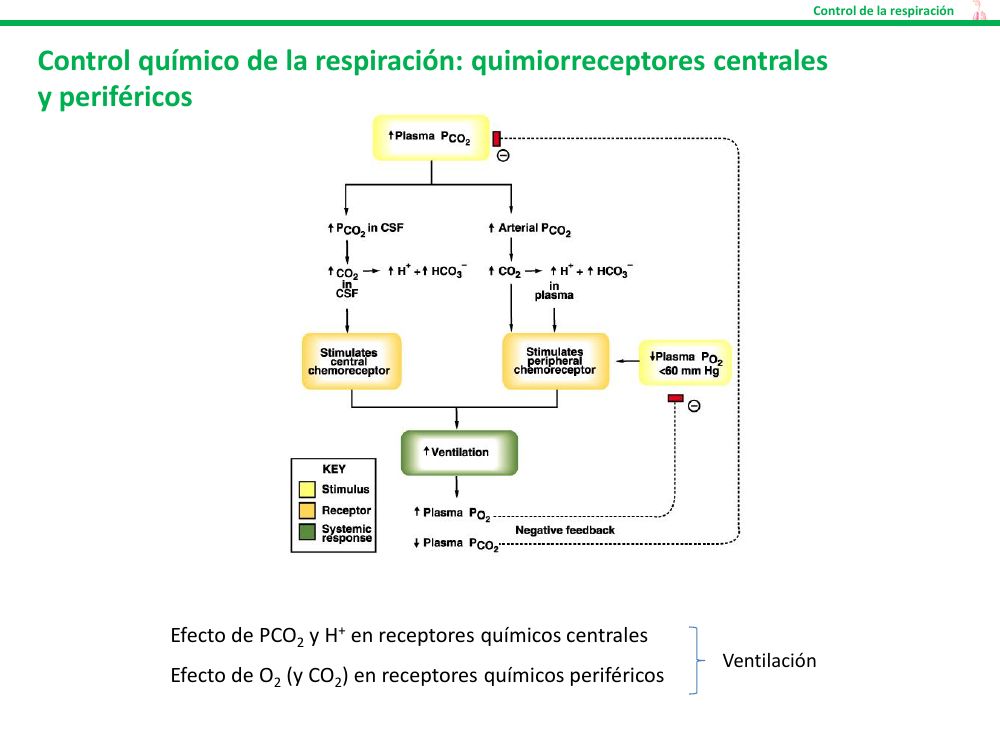 Control de la respiración
Control químico de la respiración: quimiorreceptores centrales
y periféricos
↑Plasma PCO₂
⊖
↑PCO₂ in CSF
↑ Arterial PCO₂
↑CO₂ → ↑H⁺ +↑HCO₃⁻
in
CSF
↑ CO₂ → ↑H⁺ + ↑HCO₃⁻
in
plasma
Stimulates
central
chemoreceptor
Stimulates
peripheral
chemoreceptor
↓Plasma PO₂
<60 mm Hg
⊖
↑Ventilation
KEY
Stimulus
Receptor
Systemic
response
↑ Plasma PO₂
Negative feedback
↓ Plasma PCO₂
Efecto de PCO₂ y H⁺ en receptores químicos centrales
Efecto de O₂ (y CO₂) en receptores químicos periféricos
Ventilación